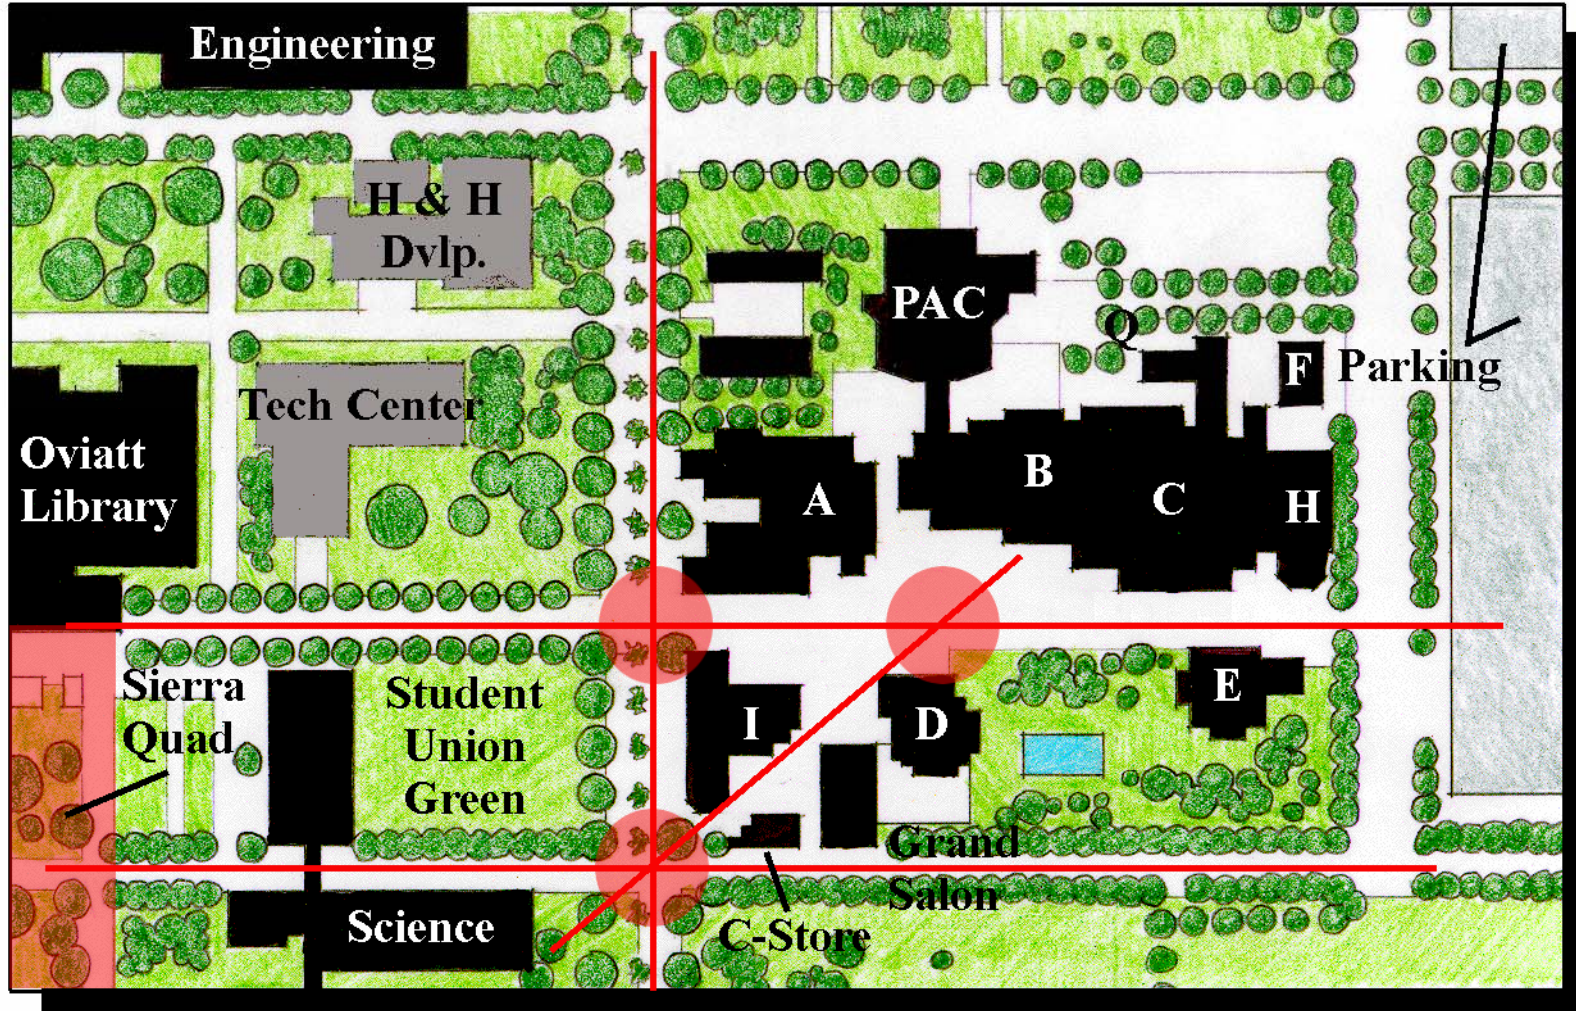 Engineering
H & H
Dvlp.
PAC
Q
F
Parking
Tech Center
Oviatt
Library
A
B
C
H
Sierra
Quad
Student
Union
Green
I
D
E
Grand
Salon
Science
C-Store